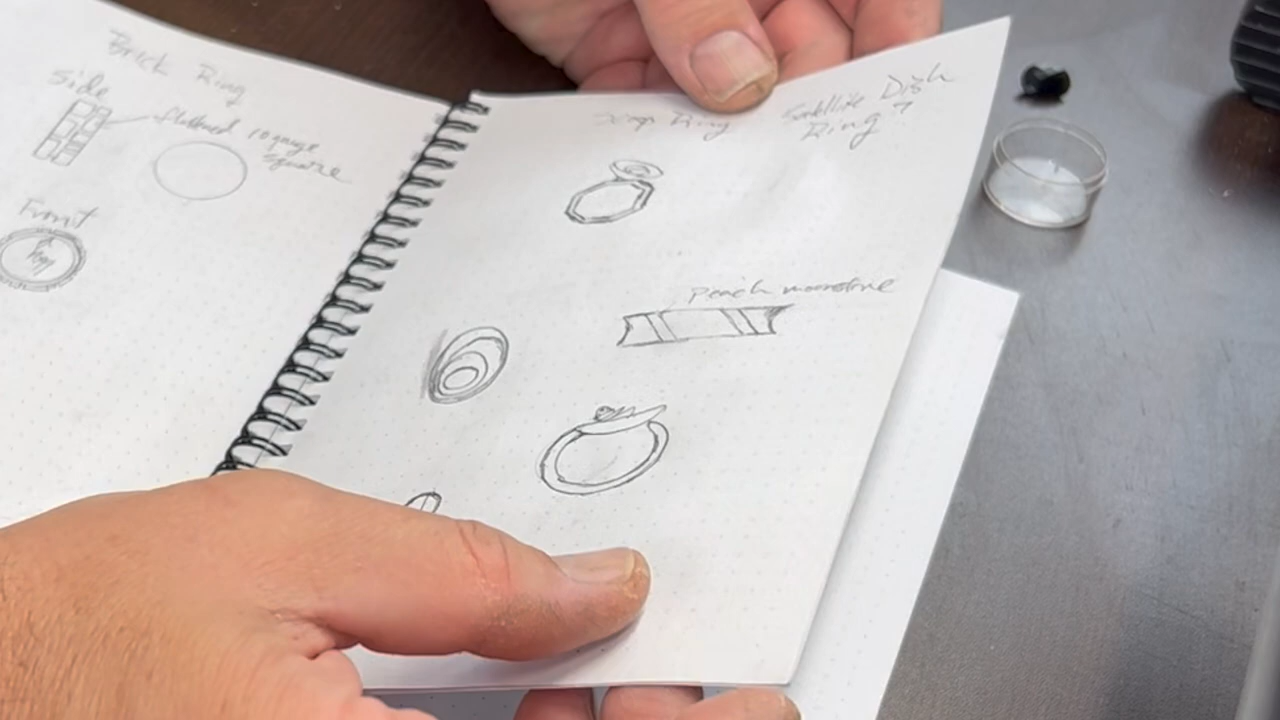 Brick Ring
Side
flattened 10 gauge
square
Front
Ring
Satellite Dish
Ring ?
Peach moonstone